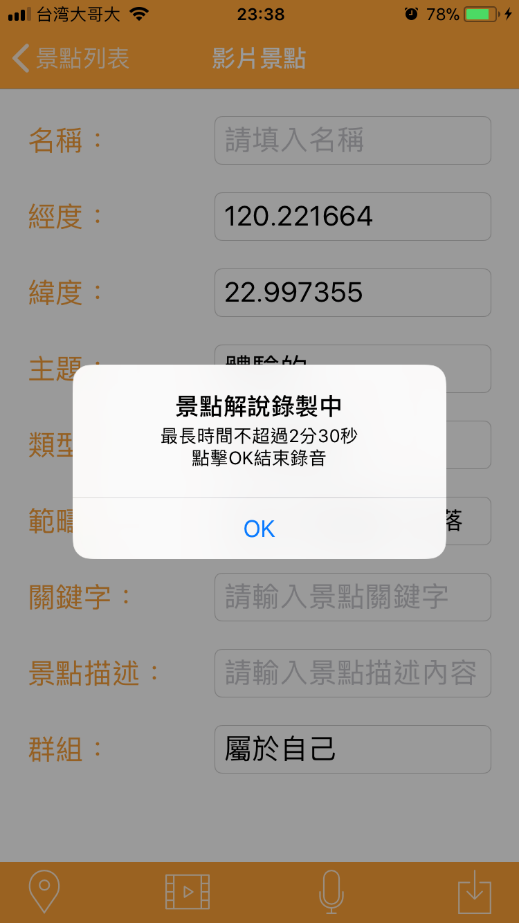 台湾大哥大 23:38 78%
景點列表 影片景點
名稱： 請填入名稱
經度： 120.221664
緯度： 22.997355
主題： 體驗的
景點解說錄製中
最長時間不超過2分30秒
點擊OK結束錄音
類型
範疇 落
OK
關鍵字： 請輸入景點關鍵字
景點描述： 請輸入景點描述內容
群組： 屬於自己